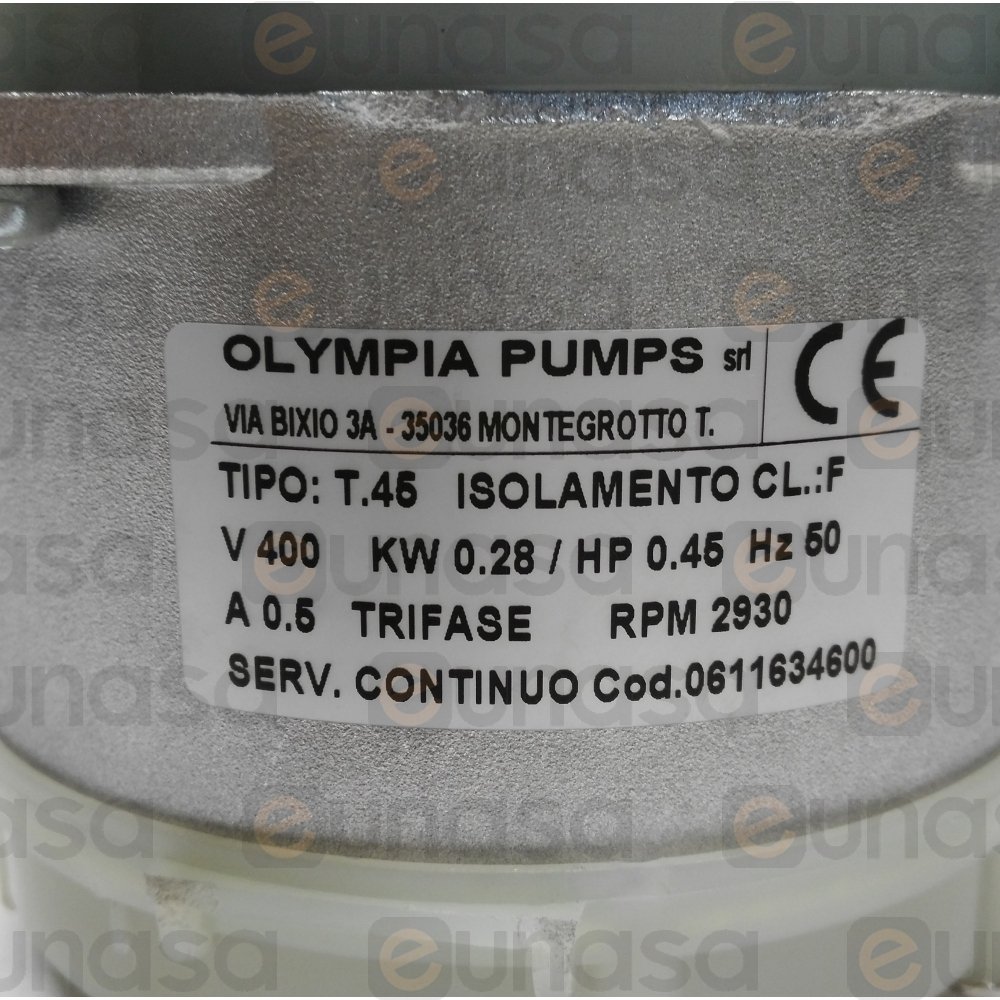 OLYMPIA PUMPS srl CE
VIA BIXIO 3A - 35036 MONTEGROTTO T.
TIPO: T.45 ISOLAMENTO CL.:F
V 400 KW 0.28 / HP 0.45 Hz 50
A 0.5 TRIFASE RPM 2930
SERV. CONTINUO Cod.0611634600
eunasa